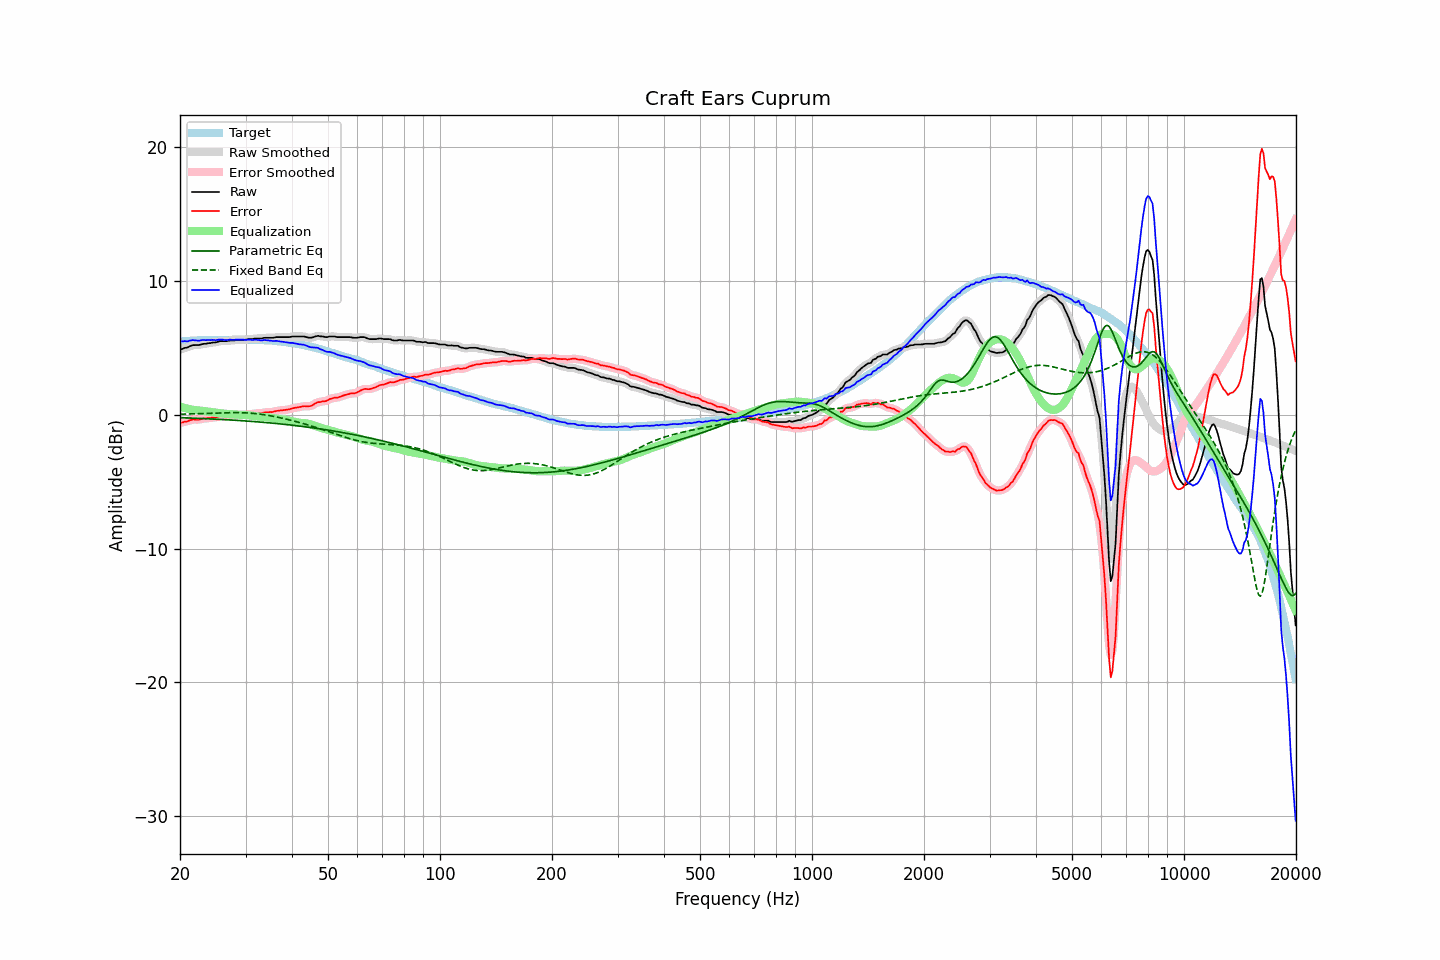 Craft Ears Cuprum
Target
Raw Smoothed
Error Smoothed
Raw
Error
Equalization
Parametric Eq
Fixed Band Eq
Equalized
20
10
0
−10
−20
−30
Amplitude (dBr)
20 50 100 200 500 1000 2000 5000 10000 20000
Frequency (Hz)